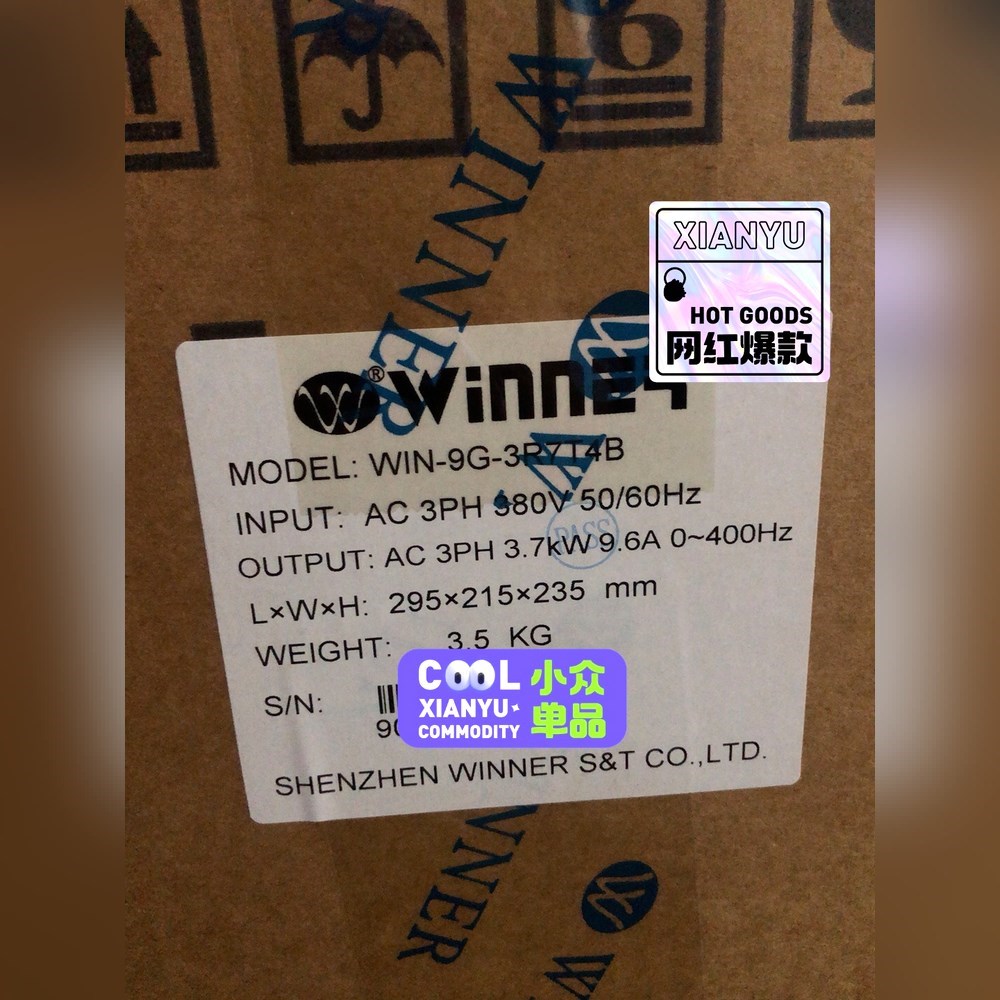 6
WINNER
W
XIANYU
HOT GOODS
网红爆款
WiNNER
MODEL: WIN-9G-3R7T4B
INPUT: AC 3PH 380V 50/60Hz
PASS
OUTPUT: AC 3PH 3.7kW 9.6A 0~400Hz
L×W×H: 295×215×235 mm
WEIGHT: 3.5 KG
S/N:
COOL 小众
XIANYU 单品
COMMODITY
SHENZHEN WINNER S&T CO.,LTD.
WINNER
W